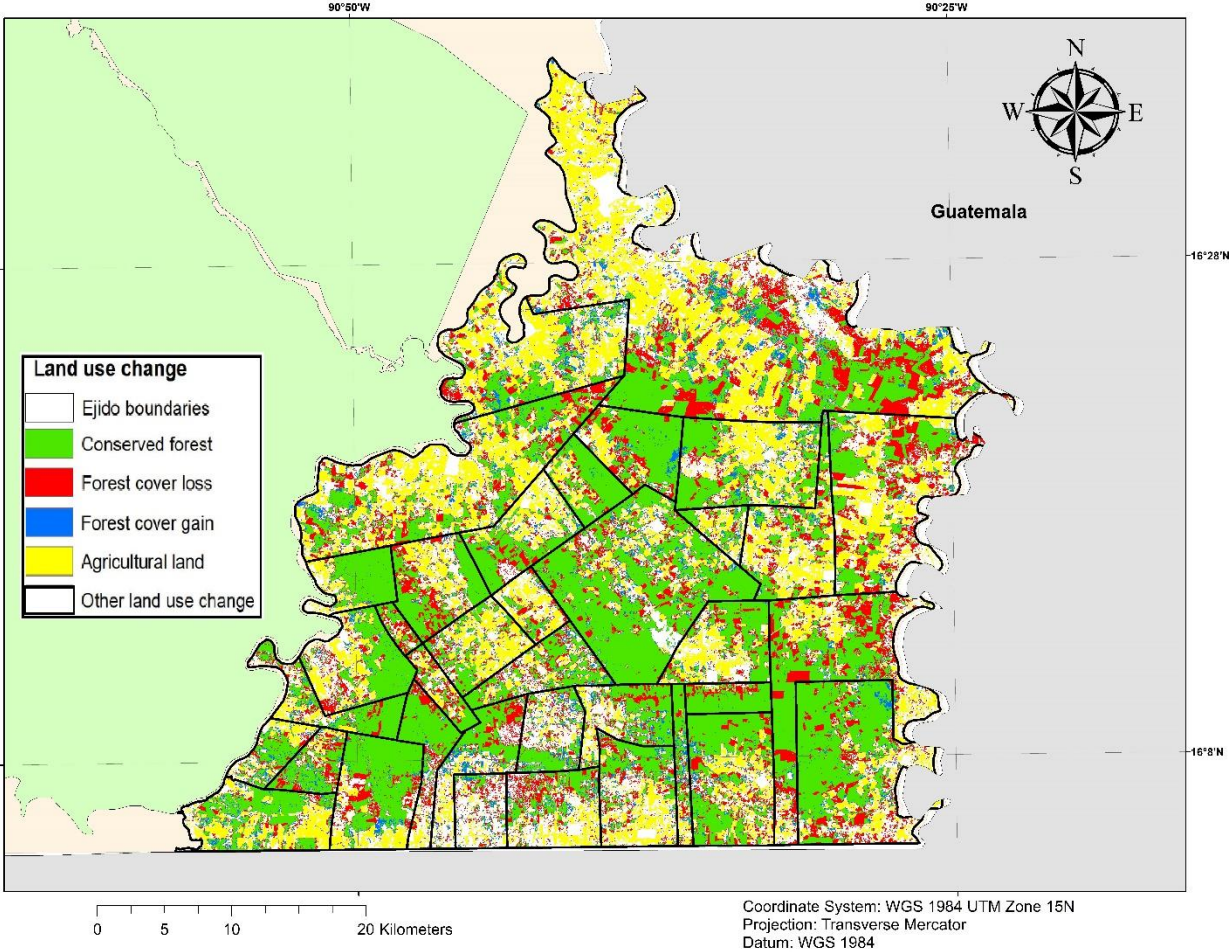 90°50'W
90°25'W
N
W
E
S
Guatemala
16°28'N
Land use change
Ejido boundaries
Conserved forest
Forest cover loss
Forest cover gain
Agricultural land
Other land use change
16°8'N
0 5 10 20 Kilometers
Coordinate System: WGS 1984 UTM Zone 15N
Projection: Transverse Mercator
Datum: WGS 1984